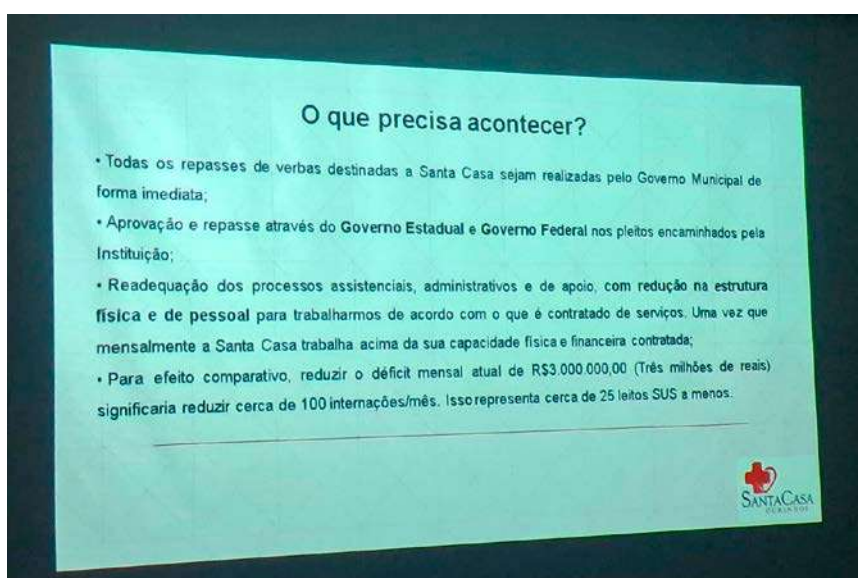 O que precisa acontecer?
• Todas os repasses de verbas destinadas a Santa Casa sejam realizadas pelo Governo Municipal de
forma imediata;
• Aprovação e repasse através do Governo Estadual e Governo Federal nos pleitos encaminhados pela
Instituição;
• Readequação dos processos assistenciais, administrativos e de apoio, com redução na estrutura
física e de pessoal para trabalharmos de acordo com o que é contratado de serviços. Uma vez que
mensalmente a Santa Casa trabalha acima da sua capacidade física e financeira contratada;
• Para efeito comparativo, reduzir o déficit mensal atual de R$3.000.000,00 (Três milhões de reais)
significaria reduzir cerca de 100 internações/mês. Isso representa cerca de 25 leitos SUS a menos.
SANTACASA
OURINHOS